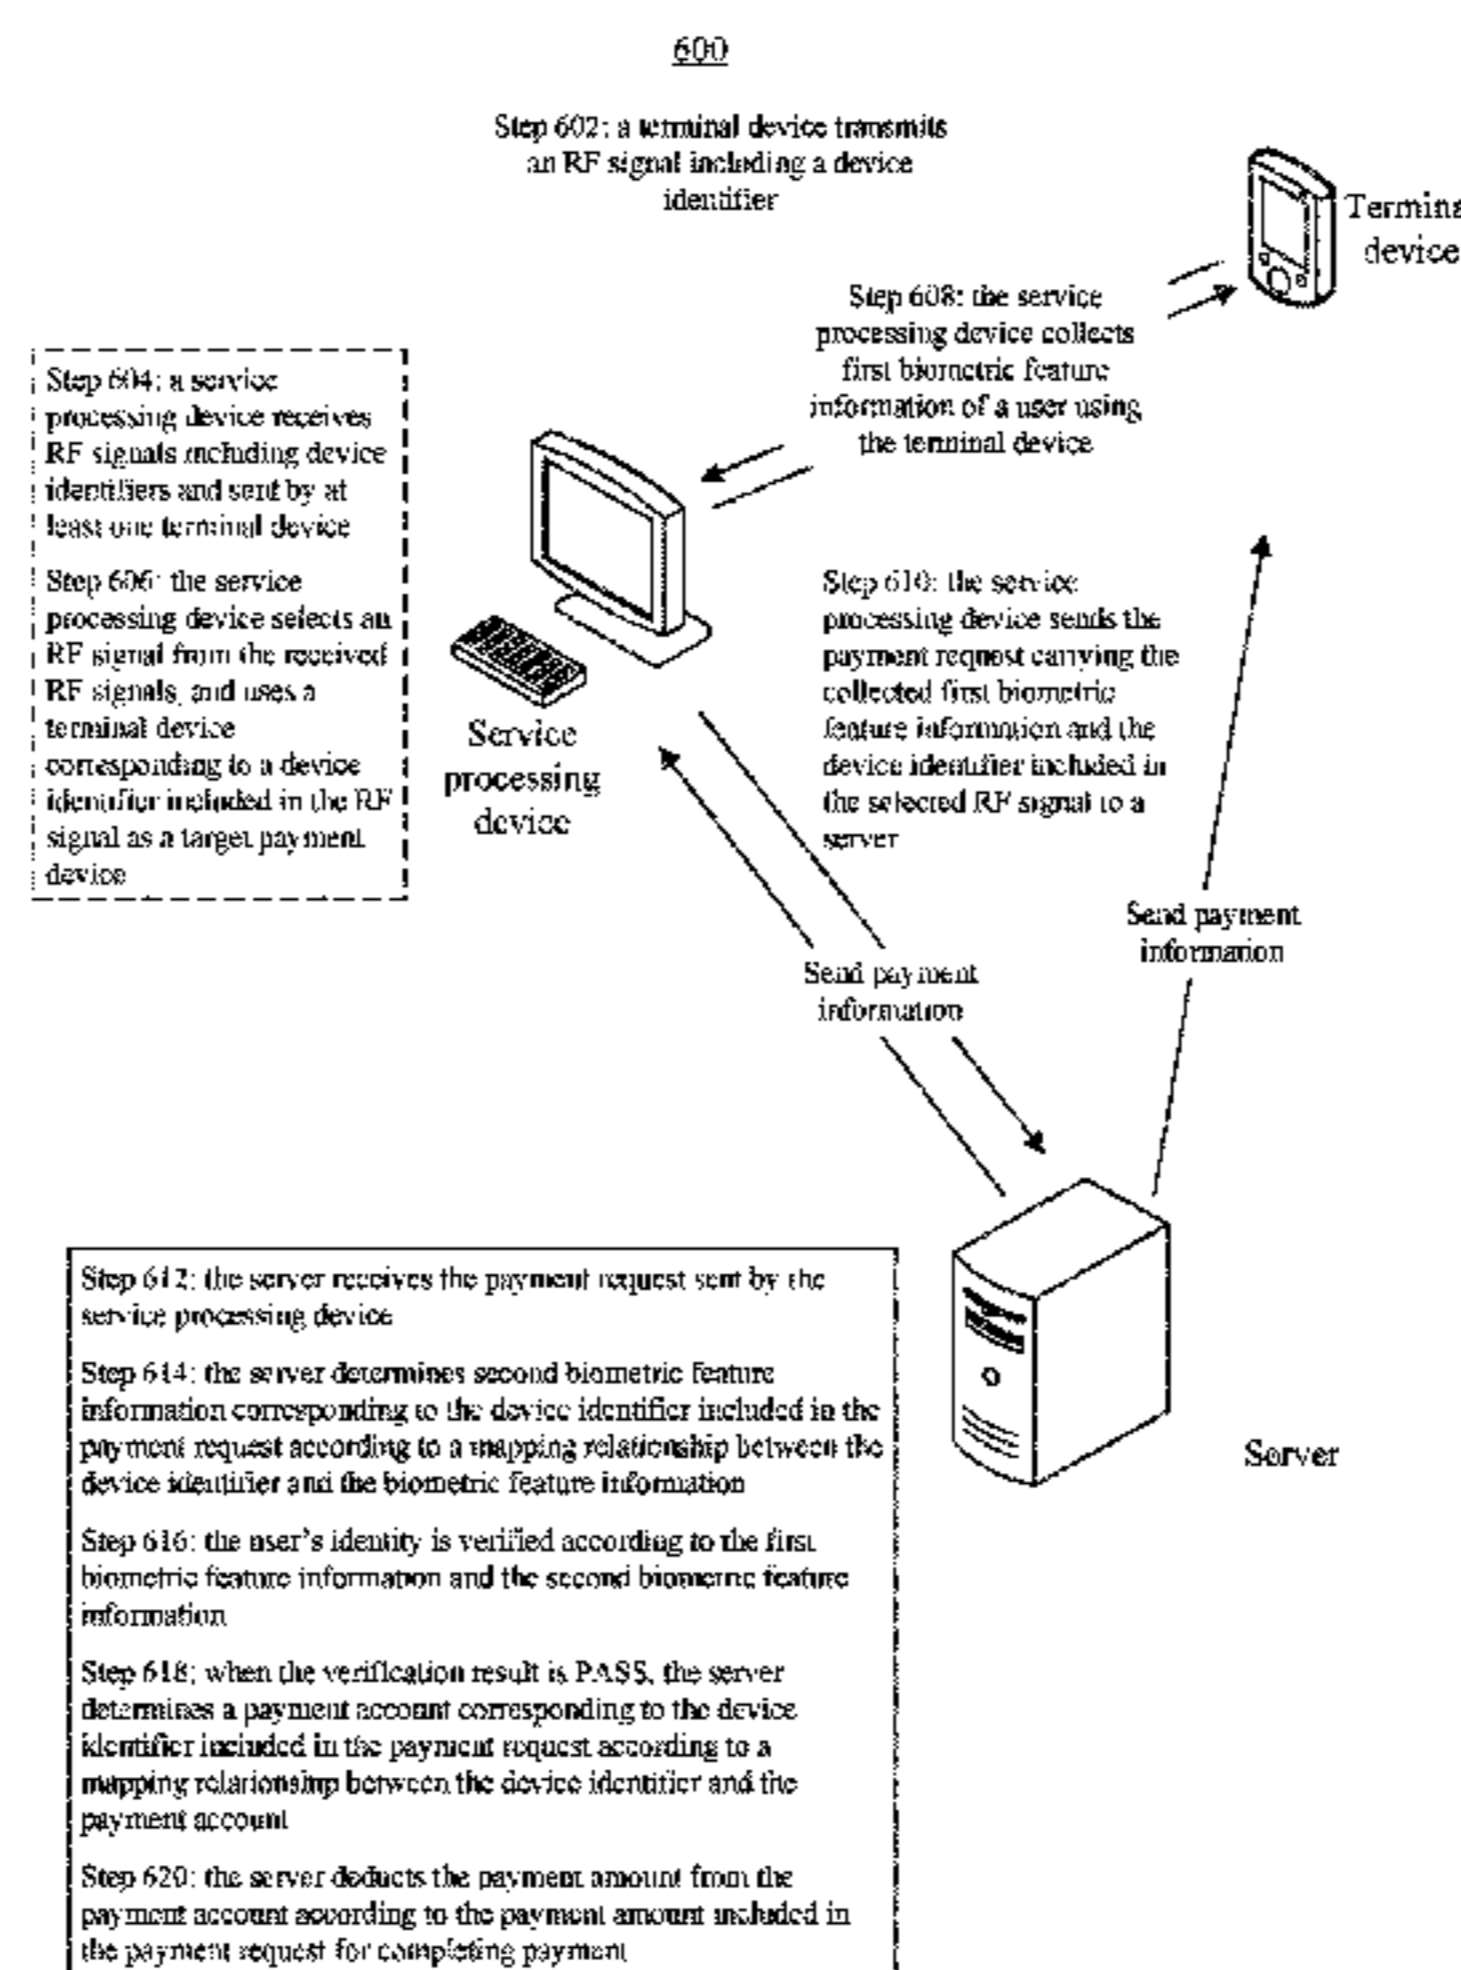 600
Step 602: a terminal device transmits
an RF signal including a device
identifier
Termina
device
Step 608: the service
processing device collects
first biometric feature
information of a user using
the terminal device
Step 604: a service
processing device receives
RF signals including device
identifiers and sent by at
least one terminal device
Step 606: the service
processing device selects an
RF signal from the received
RF signals, and uses a
terminal device
corresponding to a device
identifier included in the RF
signal as a target payment
device
Service
processing
device
Step 610: the service
processing device sends the
payment request carrying the
collected first biometric
feature information and the
device identifier included in
the selected RF signal to a
server
Send payment
information
Send payment
information
Server
Step 612: the server receives the payment request sent by the
service processing device
Step 614: the server determines second biometric feature
information corresponding to the device identifier included in the
payment request according to a mapping relationship between the
device identifier and the biometric feature information
Step 616: the user's identity is verified according to the first
biometric feature information and the second biometric feature
information
Step 618: when the verification result is PASS, the server
determines a payment account corresponding to the device
identifier included in the payment request according to a
mapping relationship between the device identifier and the
payment account
Step 620: the server deducts the payment amount from the
payment account according to the payment amount included in
the payment request for completing payment